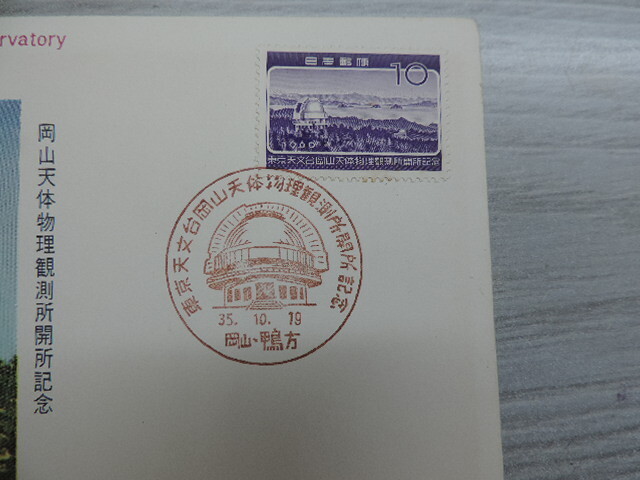 rvatory
日本郵便 10
1960
東京天文台岡山天体物理観測所開所記念
東京天文台岡山天体物理観測所開所記念
35. 10. 19
岡山・鴨方
岡山天体物理観測所開所記念